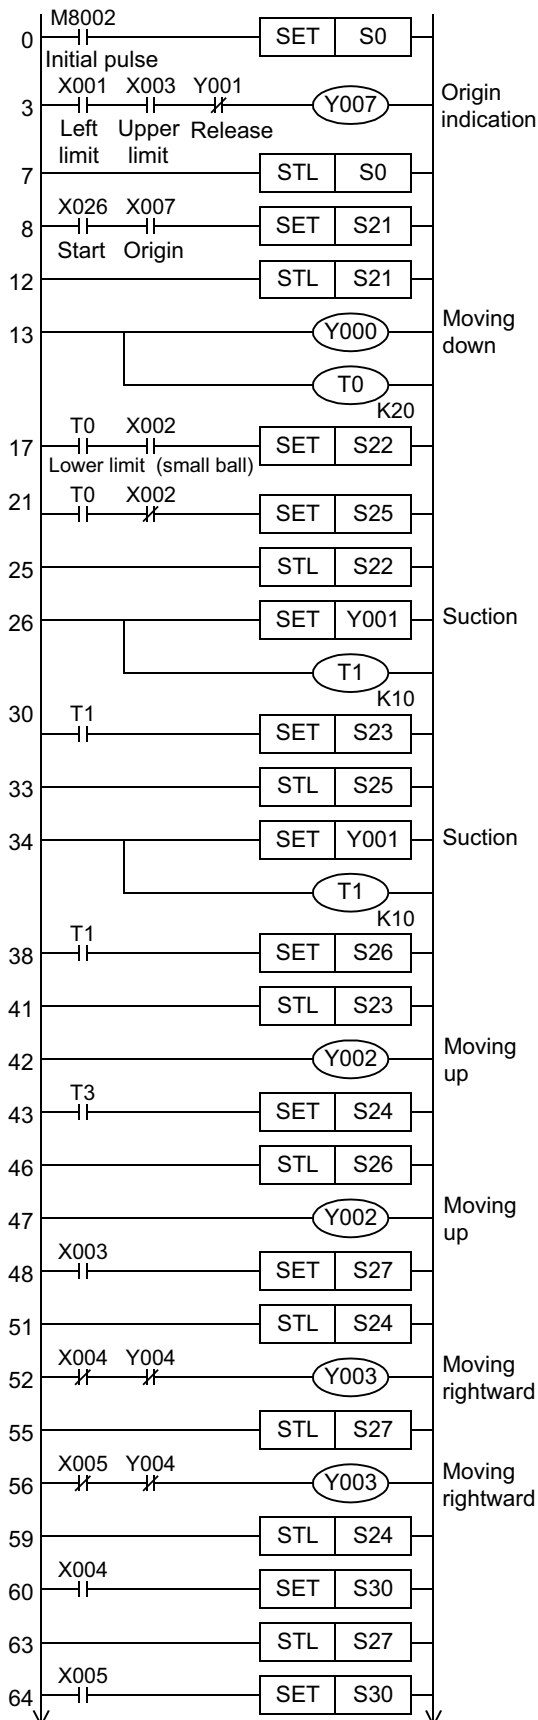 M8002
0 SET S0
Initial pulse
X001 X003 Y001
3 Y007 Origin indication
Left limit Upper limit Release
7 STL S0
X026 X007
8 SET S21
Start Origin
12 STL S21
13 Y000 Moving down
T0
K20
T0 X002
17 SET S22
Lower limit (small ball)
T0 X002
21 SET S25
25 STL S22
26 SET Y001 Suction
T1
K10
T1
30 SET S23
33 STL S25
34 SET Y001 Suction
T1
K10
T1
38 SET S26
41 STL S23
42 Y002 Moving up
T3
43 SET S24
46 STL S26
47 Y002 Moving up
X003
48 SET S27
51 STL S24
X004 Y004
52 Y003 Moving rightward
55 STL S27
X005 Y004
56 Y003 Moving rightward
59 STL S24
X004
60 SET S30
63 STL S27
X005
64 SET S30